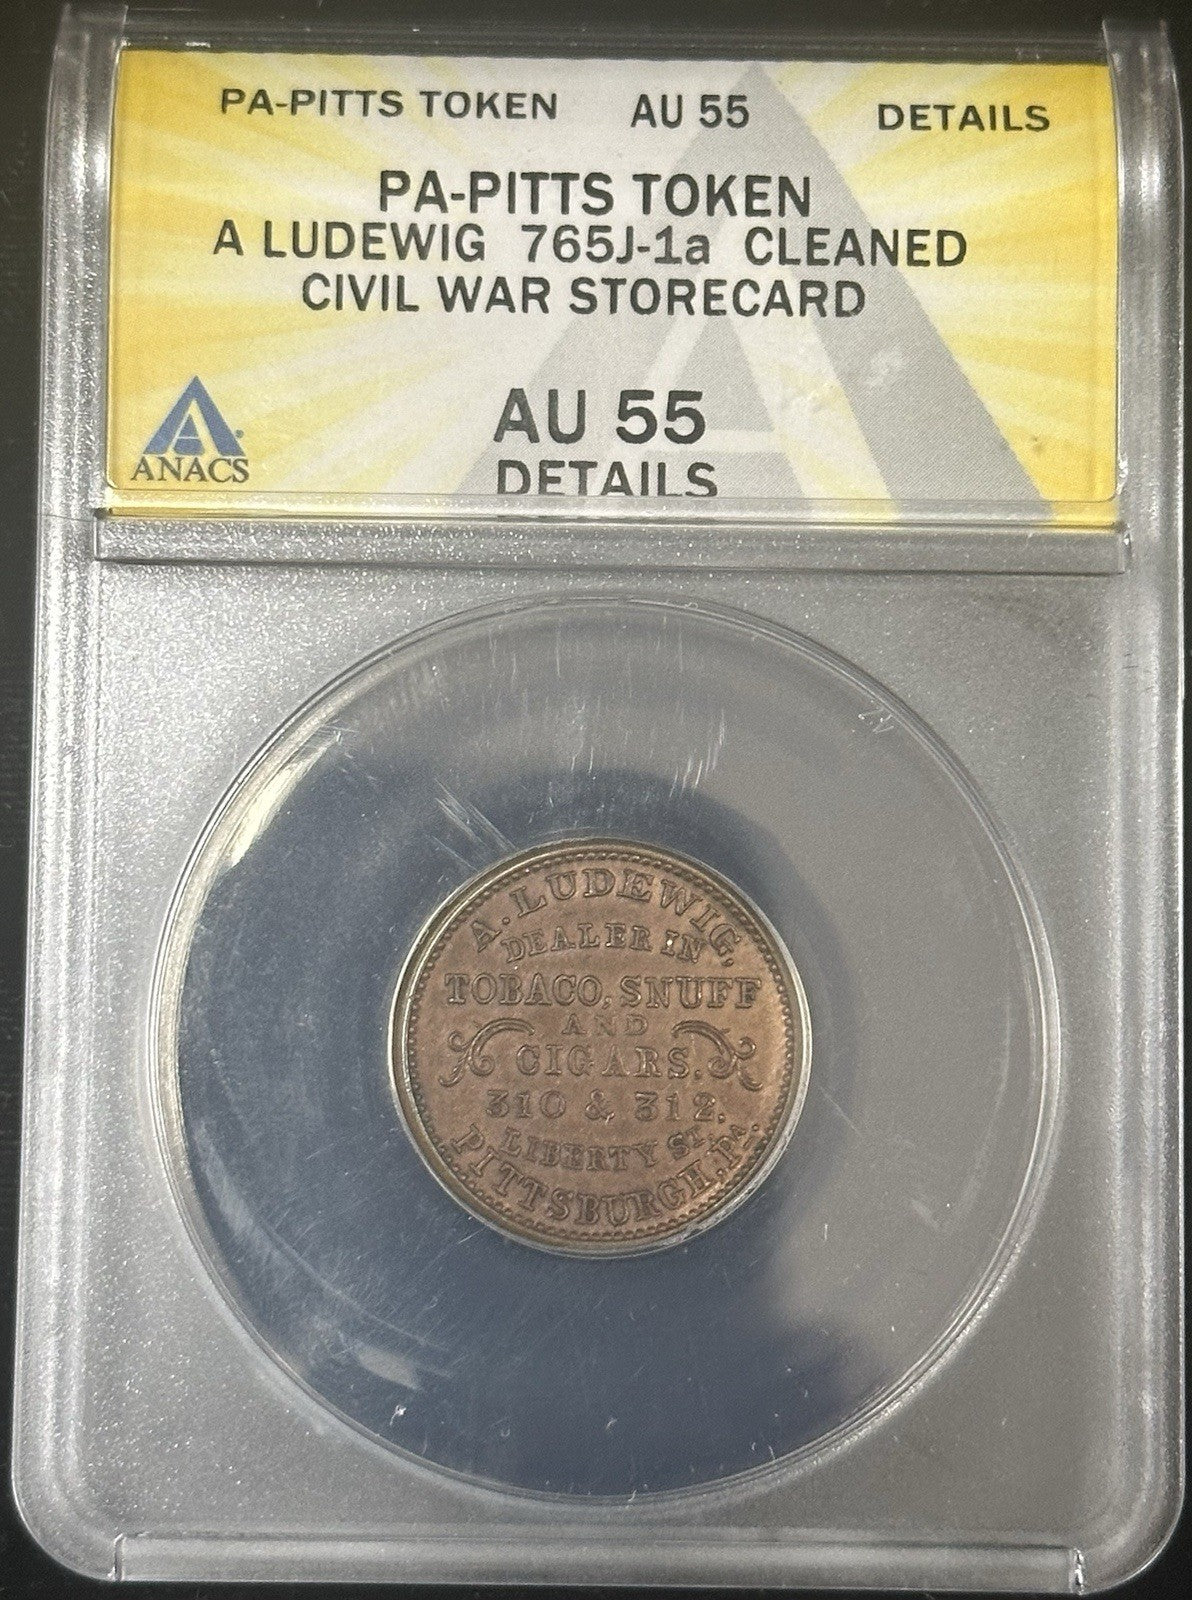 PA-PITTS TOKEN AU 55 DETAILS
PA-PITTS TOKEN
A LUDEWIG 765J-1a CLEANED
CIVIL WAR STORECARD
AU 55
DETAILS
ANACS
A. LUDEWIG,
DEALER IN
TOBACO, SNUFF
AND
CIGARS.
310 & 312,
LIBERTY ST.
PITTSBURGH, PA.